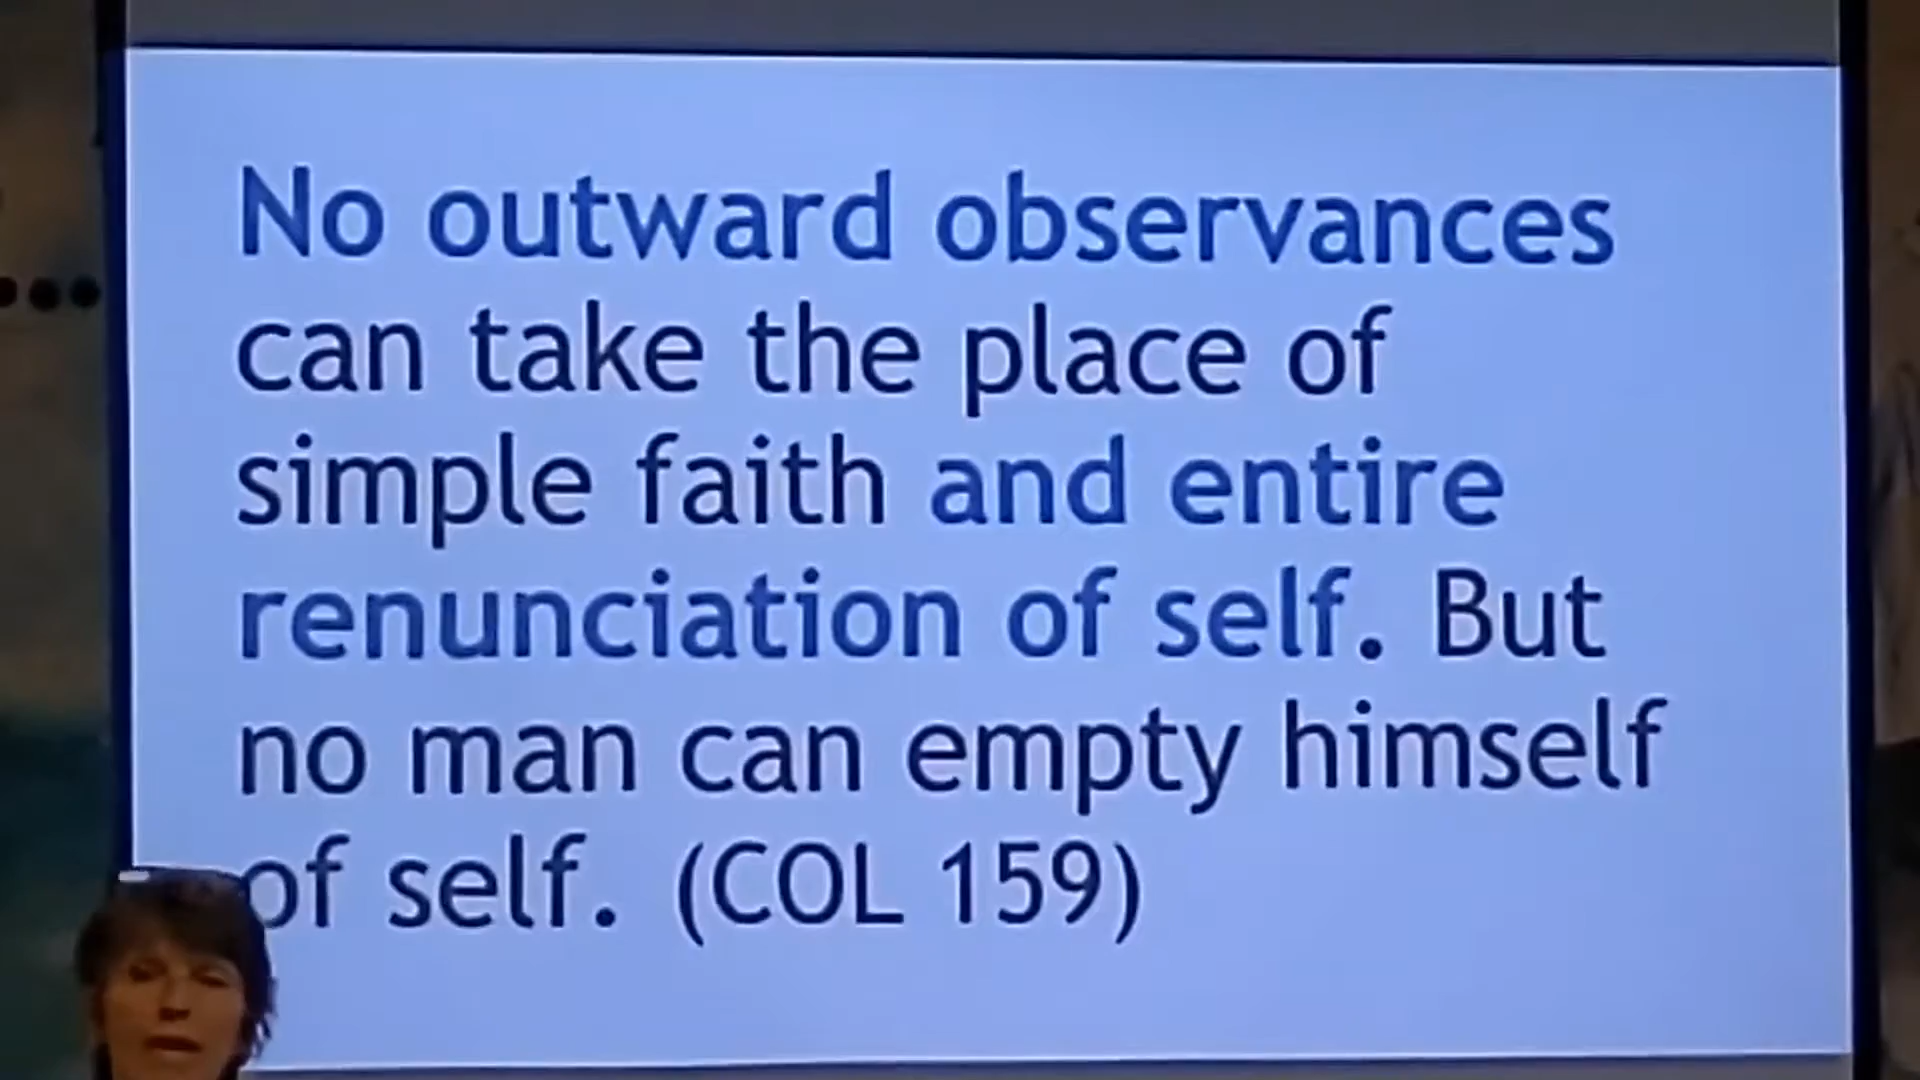 No outward observances
can take the place of
simple faith and entire
renunciation of self. But
no man can empty himself
of self. (COL 159)